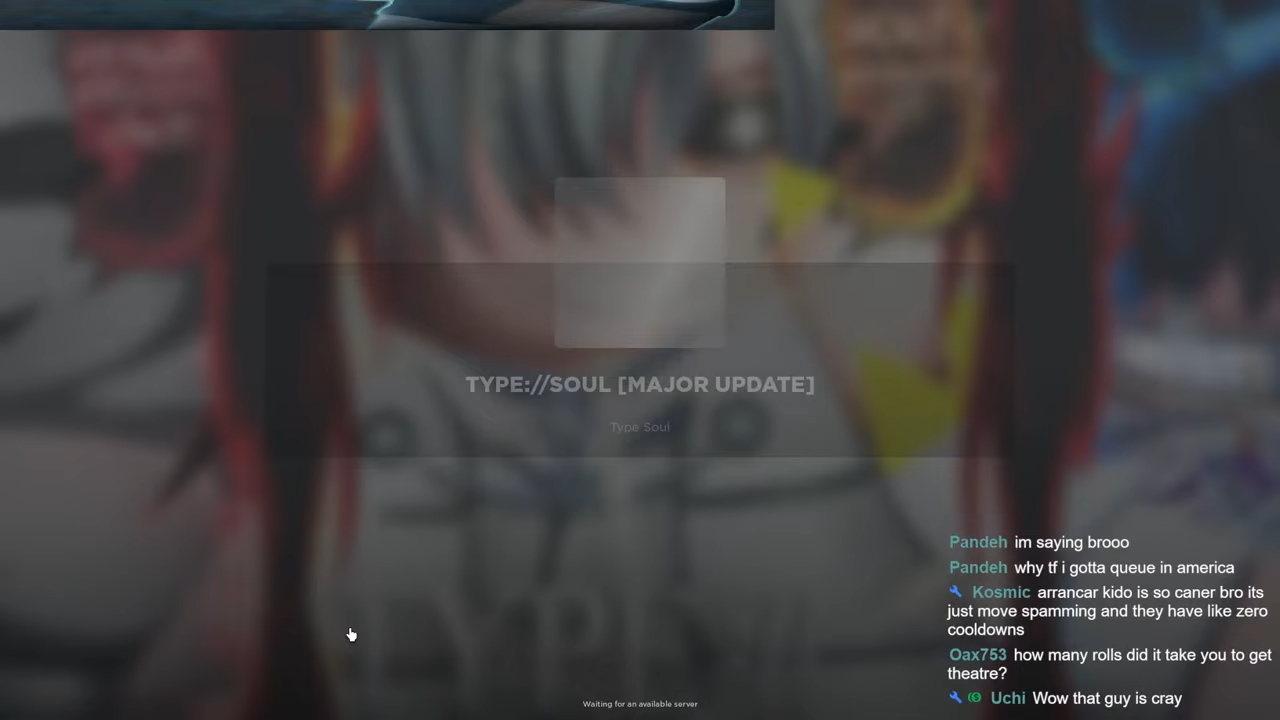 TYPE://SOUL [MAJOR UPDATE]
Type Soul
Pandeh im saying brooo
Pandeh why tf i gotta queue in america
Kosmic arrancar kido is so caner bro its
just move spamming and they have like zero
cooldowns
Oax753 how many rolls did it take you to get
theatre?
Uchi Wow that guy is cray
Waiting for an available server